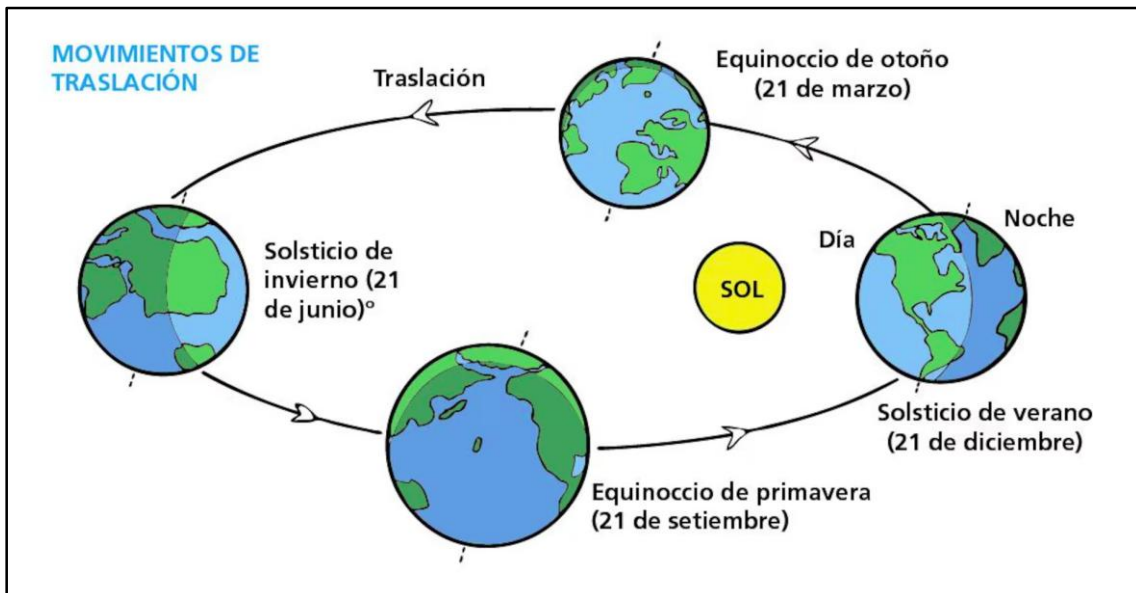 MOVIMIENTOS DE
TRASLACIÓN
Traslación
Equinoccio de otoño
(21 de marzo)
Noche
Día
Solsticio de
invierno (21
de junio)º
SOL
Solsticio de verano
(21 de diciembre)
Equinoccio de primavera
(21 de setiembre)